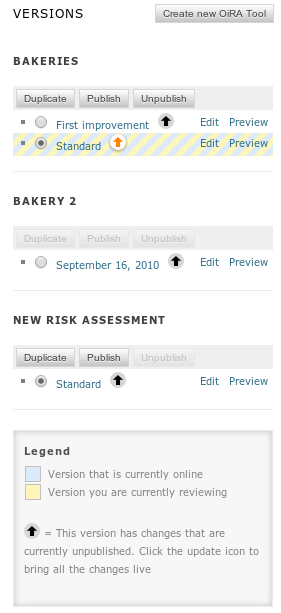 VERSIONS Create new OiRA Tool
BAKERIES
Duplicate Publish Unpublish
First improvement Edit Preview
Standard Edit Preview
BAKERY 2
Duplicate Publish Unpublish
September 16, 2010 Edit Preview
NEW RISK ASSESSMENT
Duplicate Publish Unpublish
Standard Edit Preview
Legend
Version that is currently online
Version you are currently reviewing
= This version has changes that are
currently unpublished. Click the update icon to
bring all the changes live